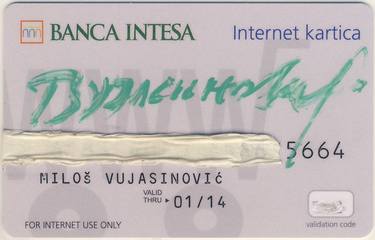 BANCA INTESA Internet kartica
5664
MILOŠ VUJASINOVIĆ
VALID THRU ▸ 01/14
FOR INTERNET USE ONLY
validation code